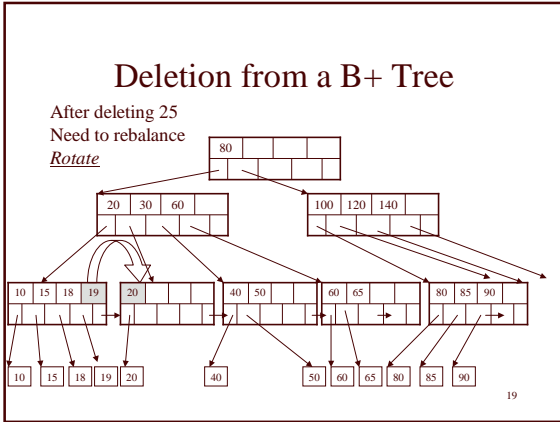 Deletion from a B+ Tree
After deleting 25
Need to rebalance
Rotate
80
20 30 60
100 120 140
10 15 18 19
20
40 50
60 65
80 85 90
10 15 18 19 20 40 50 60 65 80 85 90
19